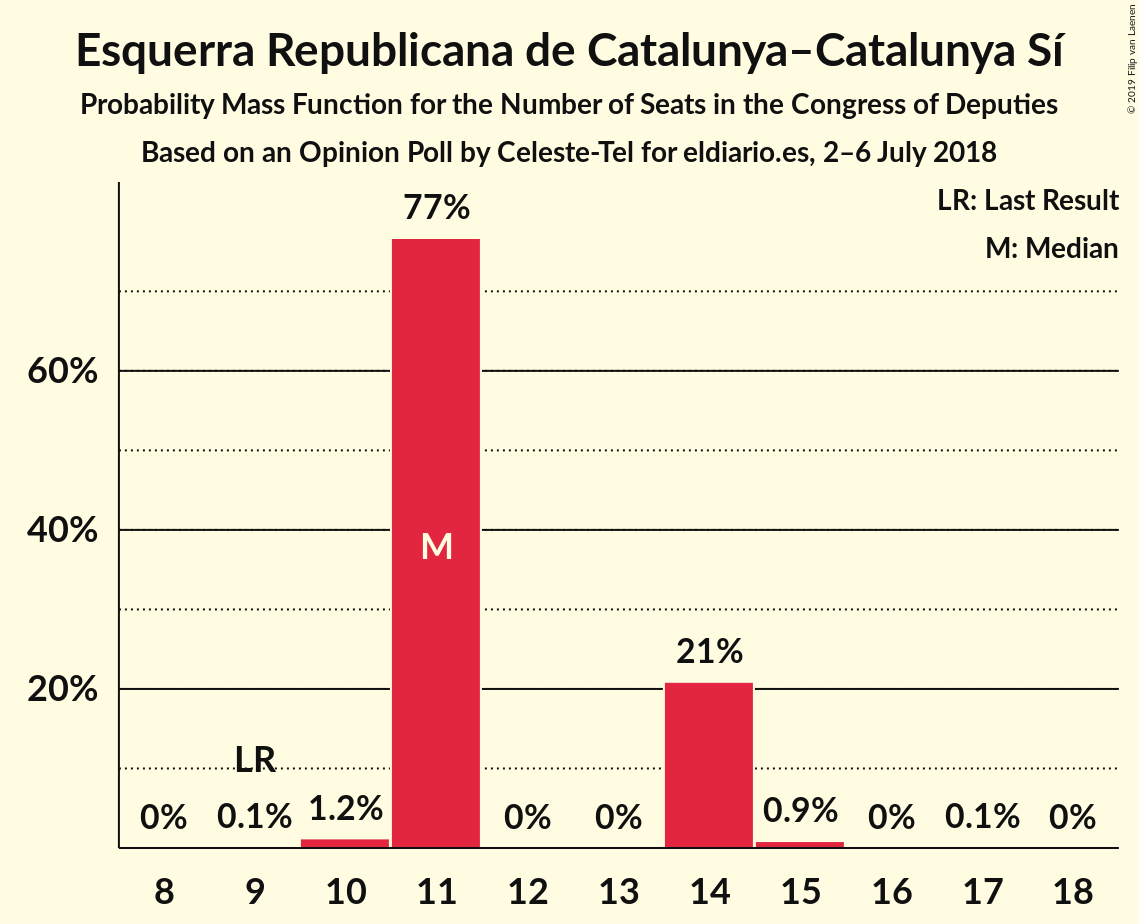 Esquerra Republicana de Catalunya–Catalunya Sí
Probability Mass Function for the Number of Seats in the Congress of Deputies
Based on an Opinion Poll by Celeste-Tel for eldiario.es, 2–6 July 2018
© 2019 Filip van Laenen
LR: Last Result
M: Median
77%
60%
M
40%
21%
20%
LR
0% 0.1% 1.2% 0% 0% 0.9% 0% 0.1% 0%
8 9 10 11 12 13 14 15 16 17 18